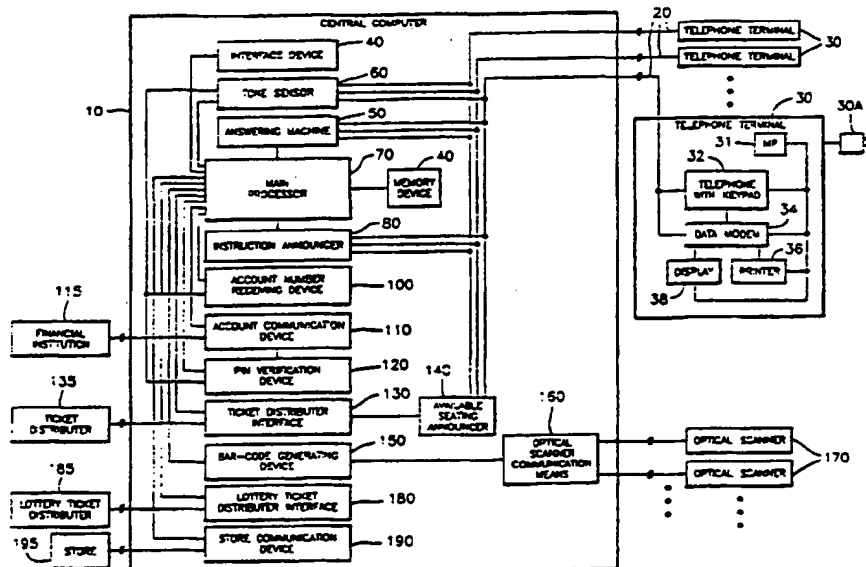 CENTRAL COMPUTER
10
INTERFACE DEVICE
40
TONE SENSOR
60
ANSWERING MACHINE
50
MAIN
PROCESSOR
70
MEMORY
DEVICE
40
INSTRUCTION ANNOUNCER
80
ACCOUNT NUMBER
RECEIVING DEVICE
100
ACCOUNT COMMUNICATION
DEVICE
110
PIN VERIFICATION
DEVICE
120
TICKET DISTRIBUTER
INTERFACE
130
AVAILABLE
SEATING
ANNOUNCER
140
BAR-CODE GENERATING
DEVICE
150
OPTICAL
SCANNER
COMMUNICATION
MEANS
160
LOTTERY TICKET
DISTRIBUTER INTERFACE
180
STORE COMMUNICATION
DEVICE
190
115
FINANCIAL
INSTITUTION
135
TICKET
DISTRIBUTER
185
LOTTERY TICKET
DISTRIBUTER
195
STORE
20
TELEPHONE TERMINAL
TELEPHONE TERMINAL
30
30
TELEPHONE TERMINAL
30A
31
MP
32
TELEPHONE
WITH KEYPAD
34
DATA MODEM
36
DISPLAY
PRINTER
38
OPTICAL SCANNER
OPTICAL SCANNER
170